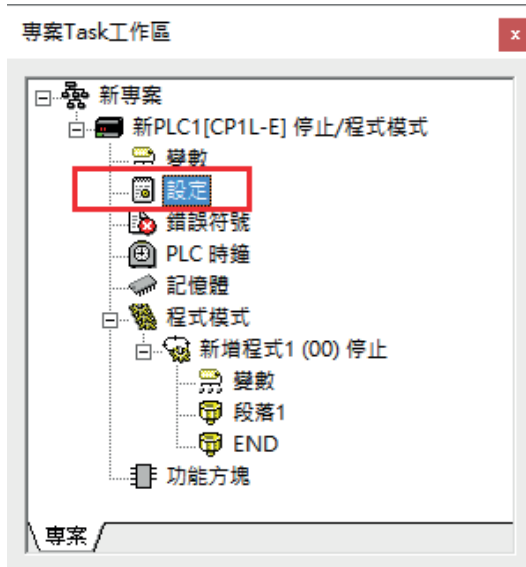 專案Task工作區
x
新專案
新PLC1[CP1L-E] 停止/程式模式
變數
設定
錯誤符號
PLC 時鐘
記憶體
程式模式
新增程式1 (00) 停止
變數
段落1
END
功能方塊
專案